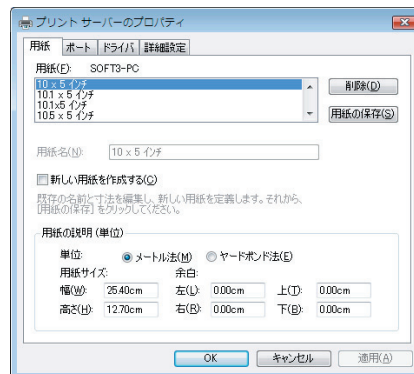 プリント サーバーのプロパティ
用紙 ポート ドライバ 詳細設定
用紙(F): SOFT3-PC
10 x 5 インチ
10.1 x 5 インチ
10.1x5 インチ
10.5 x 5 インチ
削除(D)
用紙の保存(S)
用紙名(N): 10 x 5 インチ
新しい用紙を作成する(C)
既存の名前と寸法を編集し、新しい用紙を定義します。それから、
[用紙の保存] をクリックしてください。
用紙の説明 (単位)
単位: メートル法(M) ヤードポンド法(E)
用紙サイズ: 余白:
幅(W): 25.40cm 左(L): 0.00cm 上(T): 0.00cm
高さ(H): 12.70cm 右(R): 0.00cm 下(B): 0.00cm
OK キャンセル 適用(A)